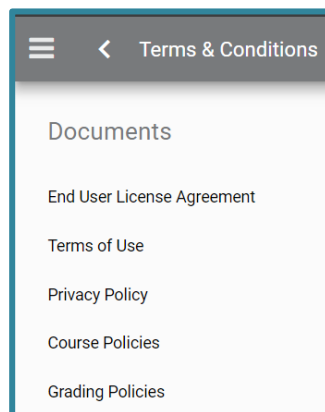 Terms & Conditions
Documents
End User License Agreement
Terms of Use
Privacy Policy
Course Policies
Grading Policies